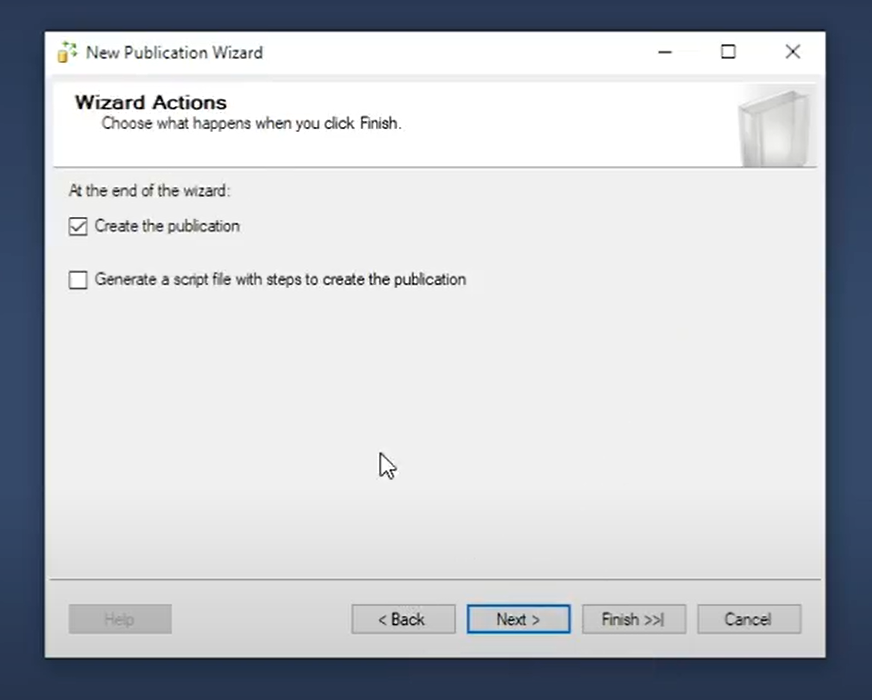 New Publication Wizard
Wizard Actions
Choose what happens when you click Finish.
At the end of the wizard:
Create the publication
Generate a script file with steps to create the publication
Help
< Back
Next >
Finish >>|
Cancel